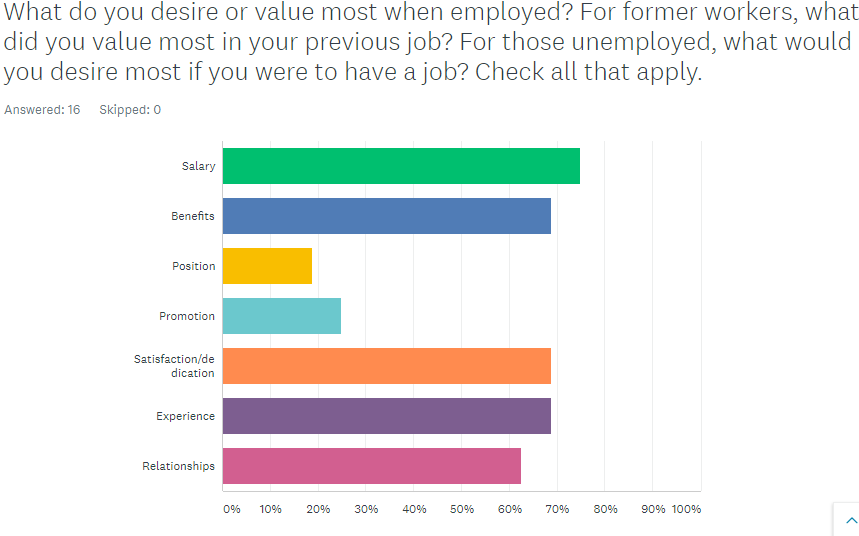 What do you desire or value most when employed? For former workers, what
did you value most in your previous job? For those unemployed, what would
you desire most if you were to have a job? Check all that apply.
Answered: 16 Skipped: 0
Salary
Benefits
Position
Promotion
Satisfaction/de
dication
Experience
Relationships
0% 10% 20% 30% 40% 50% 60% 70% 80% 90% 100%